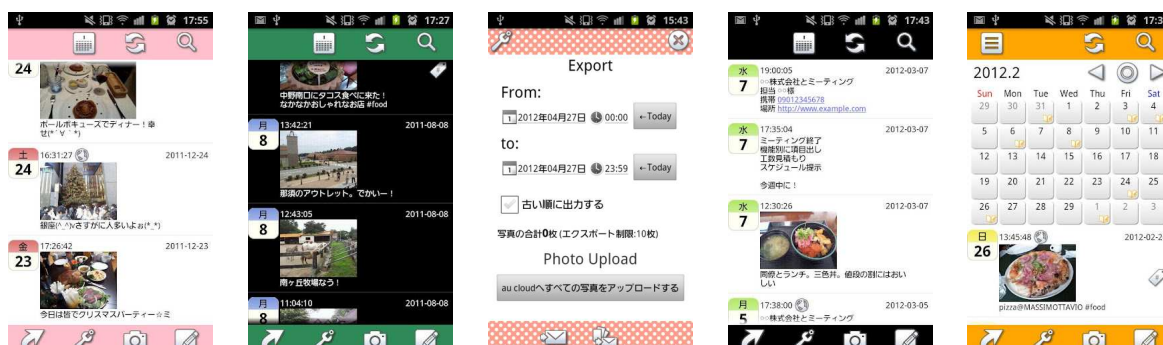 17:55
24
ボールポキューズでディナー！幸
せ(*´∀｀*)
土
24
16:31:27
2011-12-24
銀座(^_^)vさすがに人多いよぉ(*_*)
金
23
17:26:42
2011-12-23
今日は皆でクリスマスパーティー☆ミ
17:27
中野南口にタコス食べに来た！
なかなかおしゃれなお店 #food
月
8
13:42:21
2011-08-08
那須のアウトレット。でかいー！
月
8
12:43:05
2011-08-08
南ヶ丘牧場なう！
月
8
11:04:10
2011-08-08
15:43
Export
From:
2012年04月27日
00:00
←Today
to:
2012年04月27日
23:59
←Today
古い順に出力する
写真の合計0枚 (エクスポート制限:10枚)
Photo Upload
au cloudへすべての写真をアップロードする
17:43
水
7
19:00:05
2012-03-07
○○株式会社とミーティング
担当 ○○様
携帯 09012345678
場所 http://www.example.com
水
7
17:35:04
2012-03-07
ミーティング終了
機能別に項目出し
工数見積もり
スケジュール提示
今週中に！
水
7
12:30:26
2012-03-07
同僚とランチ。三色丼。値段の割にはおい
しい
月
5
17:38:00
2012-03-05
○○株式会社とミーティング
17:3
2012.2
Sun Mon Tue Wed Thu Fri Sat
29 30 31 1 2 3 4
5 6 7 8 9 10 11
12 13 14 15 16 17 18
19 20 21 22 23 24 25
26 27 28 29 1 2 3
日
26
13:45:48
2012-02-2
pizza@MASSIMOTTAVIO #food